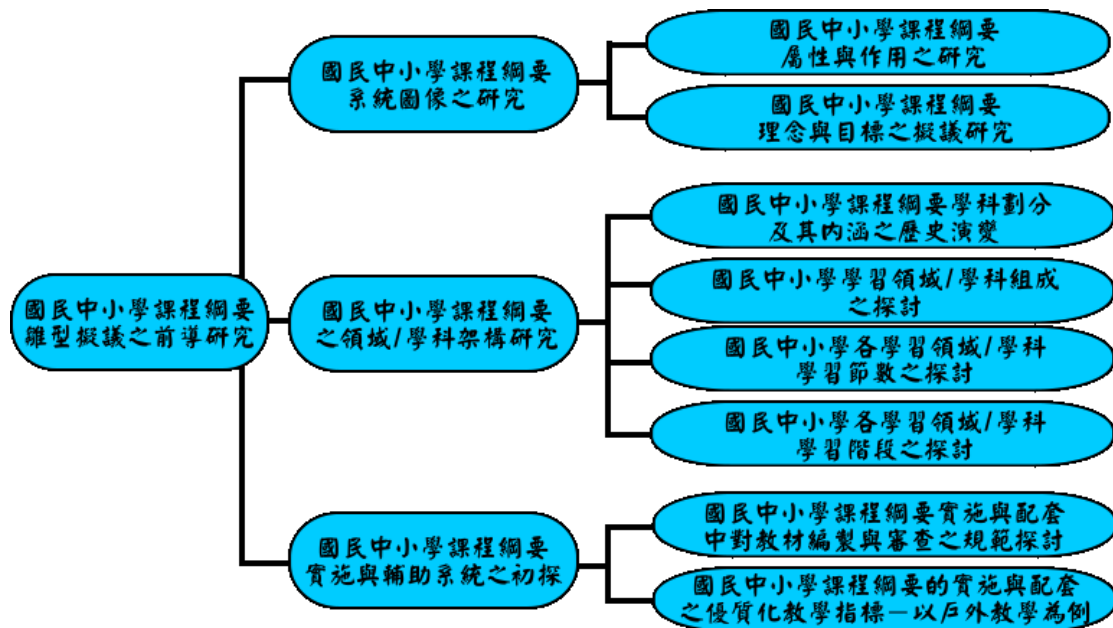 國民中小學課程綱要
雛型擬議之前導研究
國民中小學課程綱要
系統圖像之研究
國民中小學課程綱要
屬性與作用之研究
國民中小學課程綱要
理念與目標之擬議研究
國民中小學課程綱要
之領域/學科架構研究
國民中小學課程綱要學科劃分
及其內涵之歷史演變
國民中小學學習領域/學科組成
之探討
國民中小學各學習領域/學科
學習節數之探討
國民中小學各學習領域/學科
學習階段之探討
國民中小學課程綱要
實施與輔助系統之初探
國民中小學課程綱要實施與配套
中對教材編製與審查之規範探討
國民中小學課程綱要的實施與配套
之優質化教學指標－以戶外教學為例